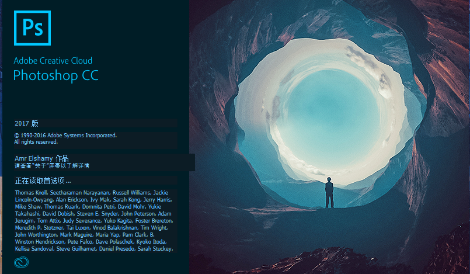 Ps
Adobe Creative Cloud
Photoshop CC
2017 版
© 1990-2016 Adobe Systems Incorporated.
All rights reserved.
Amr Elshamy 作品
请查看“关于”屏幕以了解详情
正在读取首选项...
Thomas Knoll, Seetharaman Narayanan, Russell Williams, Jackie
Lincoln-Owyang, Alan Erickson, Ivy Mak, Sarah Kong, Jerry Harris,
Mike Shaw, Thomas Ruark, Domnita Petri, David Mohr, Yukie
Takahashi, David Dobish, Steven E. Snyder, John Peterson, Adam
Jerugim, Tom Attix, Judy Severance, Yuko Kagita, Foster Brereton,
Meredith P. Stotzner, Tai Luxon, Vinod Balakrishnan, Tim Wright,
John Worthington, Mark Maguire, Maria Yap, Pam Clark, B.
Winston Hendrickson, Pete Falco, Dave Polaschek, Kyoko Itoda,
Kellisa Sandoval, Steve Guilhamet, Daniel Presedo, Sarah Stuckey,